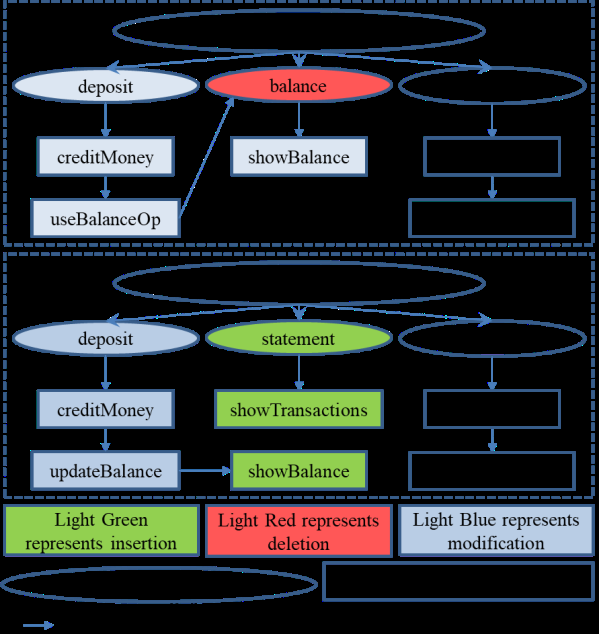 deposit
balance
creditMoney
showBalance
useBalanceOp
deposit
statement
creditMoney
showTransactions
updateBalance
showBalance
Light Green
represents insertion
Light Red represents
deletion
Light Blue represents
modification